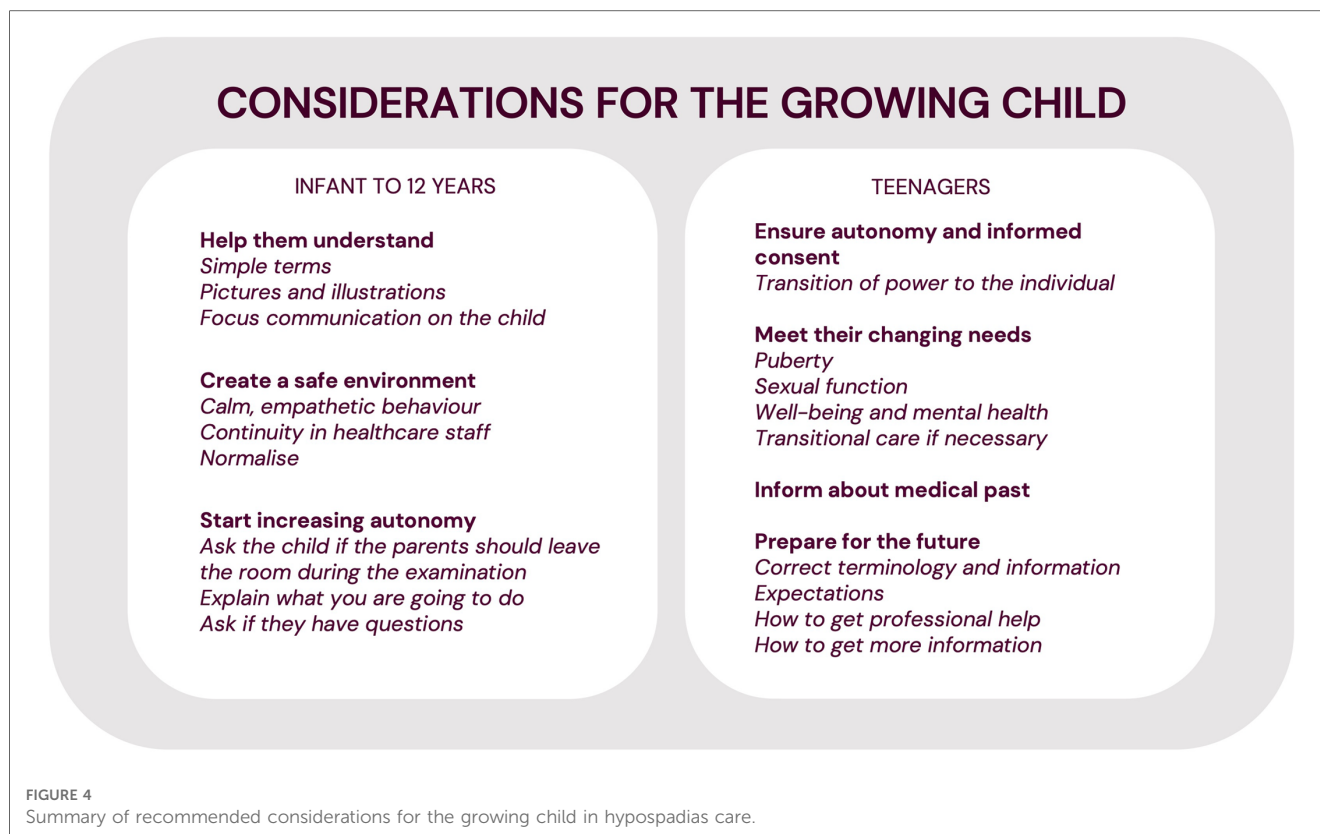 CONSIDERATIONS FOR THE GROWING CHILD
INFANT TO 12 YEARS
Help them understand
Simple terms
Pictures and illustrations
Focus communication on the child
Create a safe environment
Calm, empathetic behaviour
Continuity in healthcare staff
Normalise
Start increasing autonomy
Ask the child if the parents should leave
the room during the examination
Explain what you are going to do
Ask if they have questions
TEENAGERS
Ensure autonomy and informed
consent
Transition of power to the individual
Meet their changing needs
Puberty
Sexual function
Well-being and mental health
Transitional care if necessary
Inform about medical past
Prepare for the future
Correct terminology and information
Expectations
How to get professional help
How to get more information
FIGURE 4
Summary of recommended considerations for the growing child in hypospadias care.